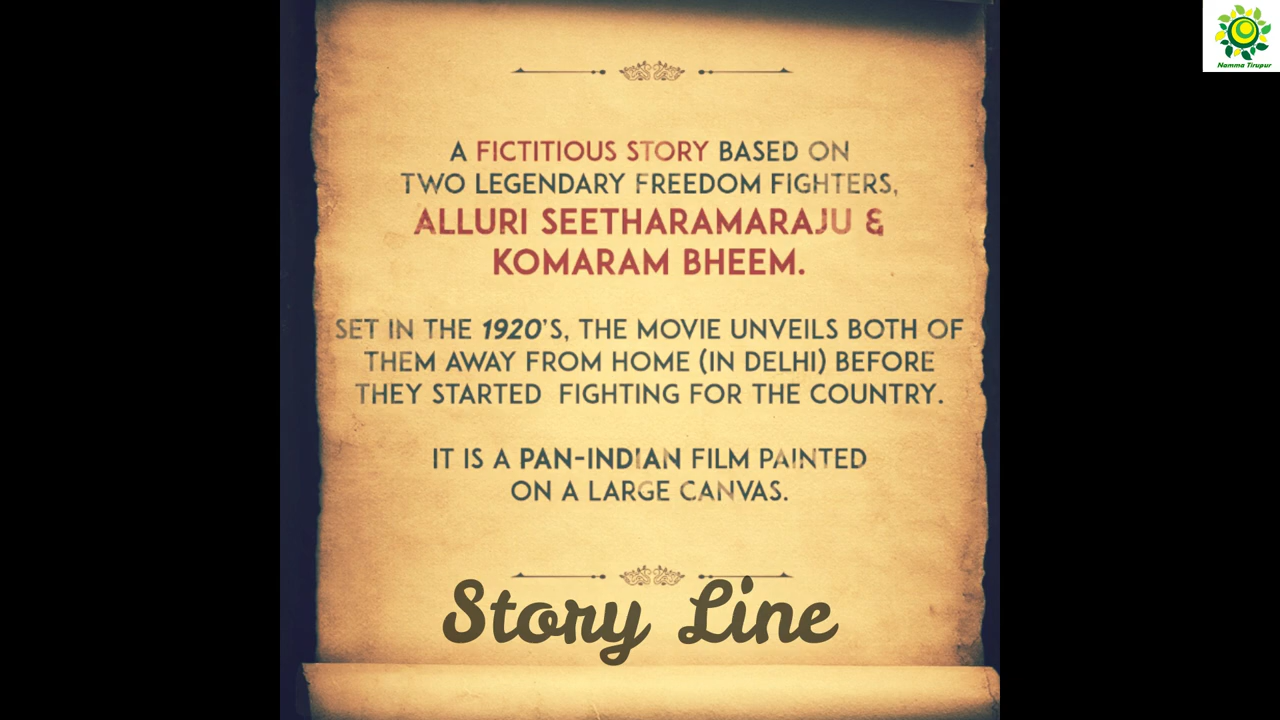 Namma Tirupur
A FICTITIOUS STORY BASED ON
TWO LEGENDARY FREEDOM FIGHTERS,
ALLURI SEETHARAMARAJU &
KOMARAM BHEEM.
SET IN THE 1920'S, THE MOVIE UNVEILS BOTH OF
THEM AWAY FROM HOME (IN DELHI) BEFORE
THEY STARTED FIGHTING FOR THE COUNTRY.
IT IS A PAN-INDIAN FILM PAINTED
ON A LARGE CANVAS.
Story Line